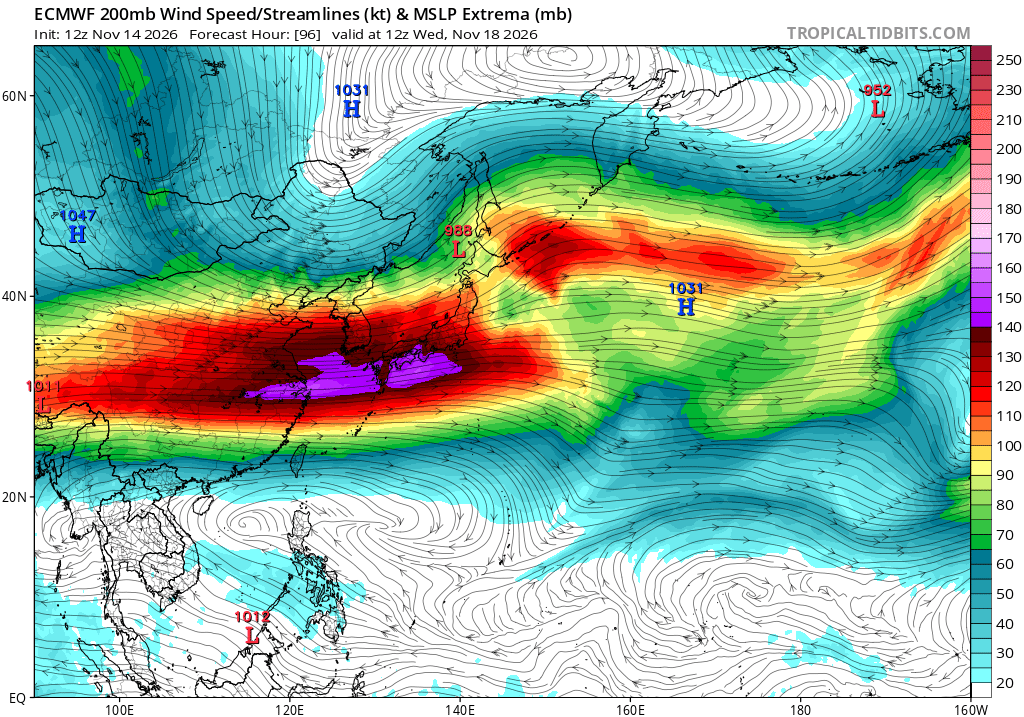 ECMWF 200mb Wind Speed/Streamlines (kt) & MSLP Extrema (mb)
Init: 12z Nov 14 2026 Forecast Hour: [96] valid at 12z Wed, Nov 18 2026
TROPICALTIDBITS.COM
60N
40N
20N
EQ
100E
120E
140E
160E
180
160W
1031
H
952
L
1047
H
988
L
1031
H
1011
L
1012
L
250
230
210
200
190
180
170
160
150
140
130
120
110
100
90
80
70
60
50
40
30
20